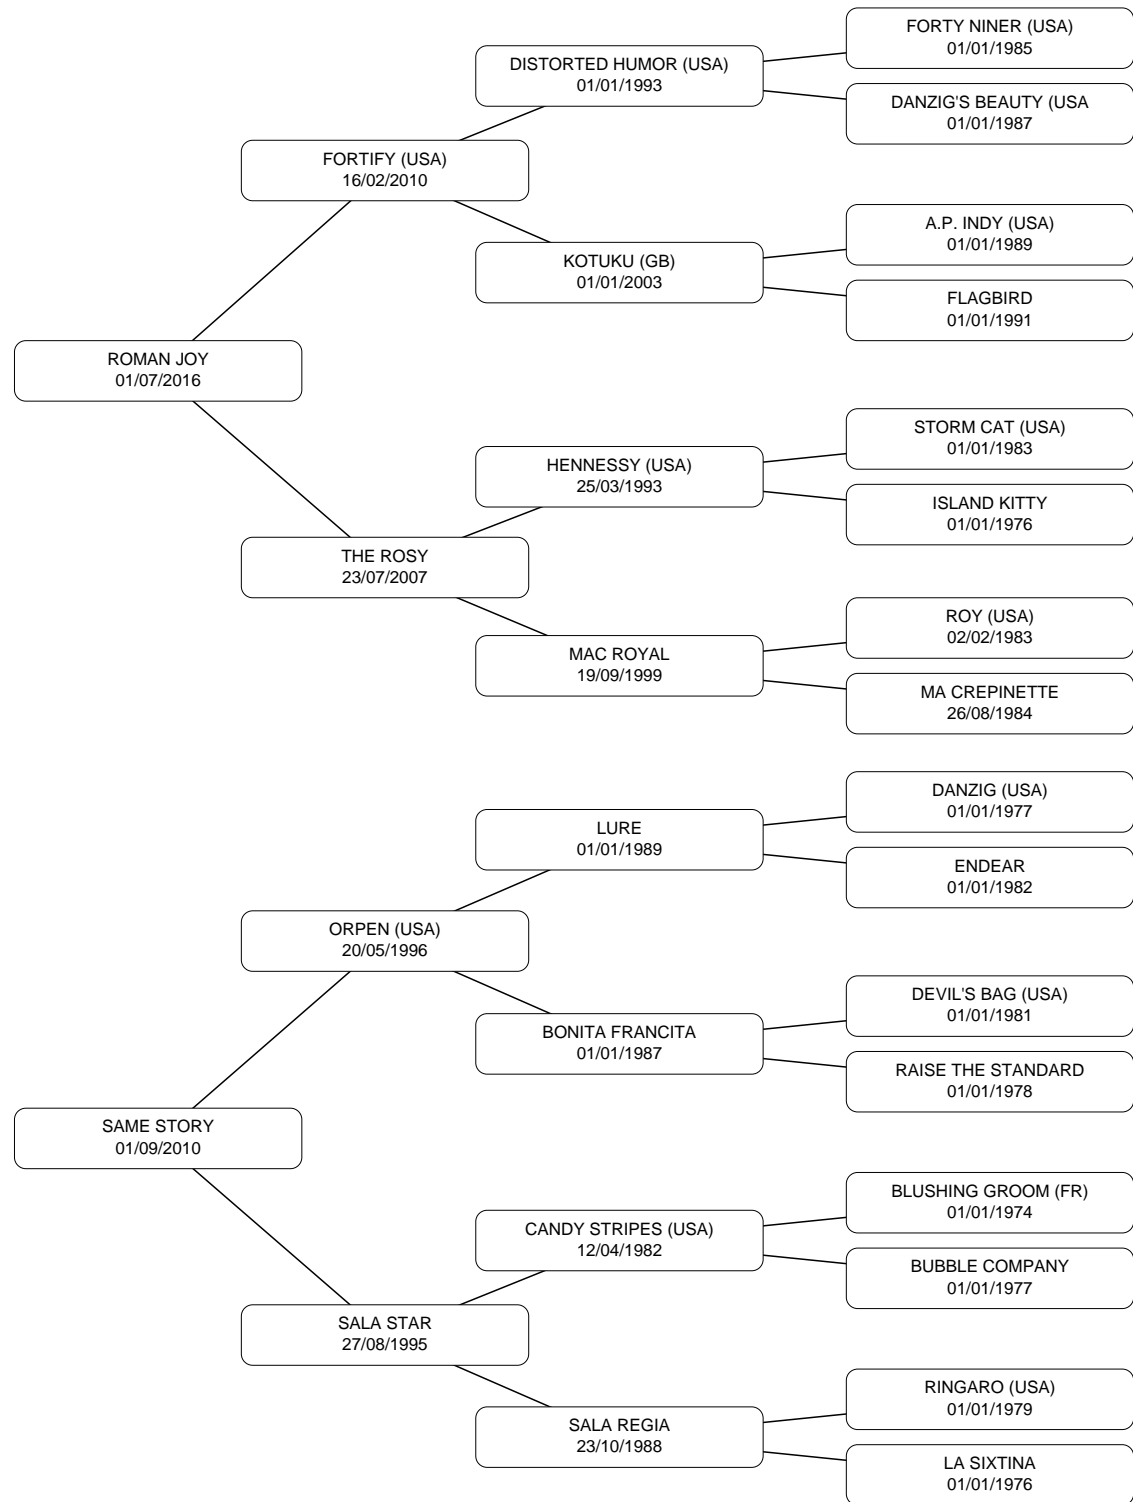 FORTY NINER (USA)
01/01/1985
DISTORTED HUMOR (USA)
01/01/1993
DANZIG'S BEAUTY (USA
01/01/1987
FORTIFY (USA)
16/02/2010
A.P. INDY (USA)
01/01/1989
KOTUKU (GB)
01/01/2003
FLAGBIRD
01/01/1991
ROMAN JOY
01/07/2016
STORM CAT (USA)
01/01/1983
HENNESSY (USA)
25/03/1993
ISLAND KITTY
01/01/1976
THE ROSY
23/07/2007
ROY (USA)
02/02/1983
MAC ROYAL
19/09/1999
MA CREPINETTE
26/08/1984
DANZIG (USA)
01/01/1977
LURE
01/01/1989
ENDEAR
01/01/1982
ORPEN (USA)
20/05/1996
DEVIL'S BAG (USA)
01/01/1981
BONITA FRANCITA
01/01/1987
RAISE THE STANDARD
01/01/1978
SAME STORY
01/09/2010
BLUSHING GROOM (FR)
01/01/1974
CANDY STRIPES (USA)
12/04/1982
BUBBLE COMPANY
01/01/1977
SALA STAR
27/08/1995
RINGARO (USA)
01/01/1979
SALA REGIA
23/10/1988
LA SIXTINA
01/01/1976